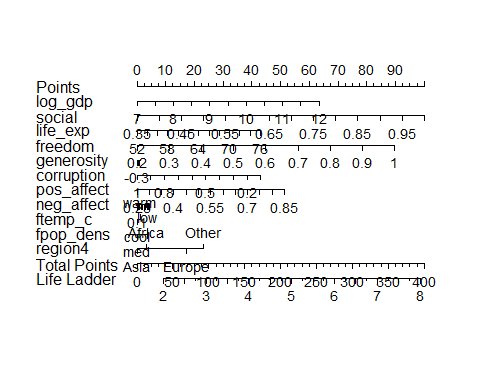 0 10 20 30 40 50 60 70 80 90
Points
log_gdp
7 8 9 10 11 12
social
0.35 0.45 0.55 0.65 0.75 0.85 0.95
life_exp
52 58 64 70 76
freedom
0.2 0.3 0.4 0.5 0.6 0.7 0.8 0.9 1
generosity
-0.3
corruption
1 0.8 0.5 0.2
pos_affect
0.4 0.55 0.7 0.85
neg_affect
0.1
ftemp_c
warm
cool
fpop_dens
low
med
region4
Africa Other
Asia Europe
Total Points
0 50 100 150 200 250 300 350 400
Life Ladder
2 3 4 5 6 7 8